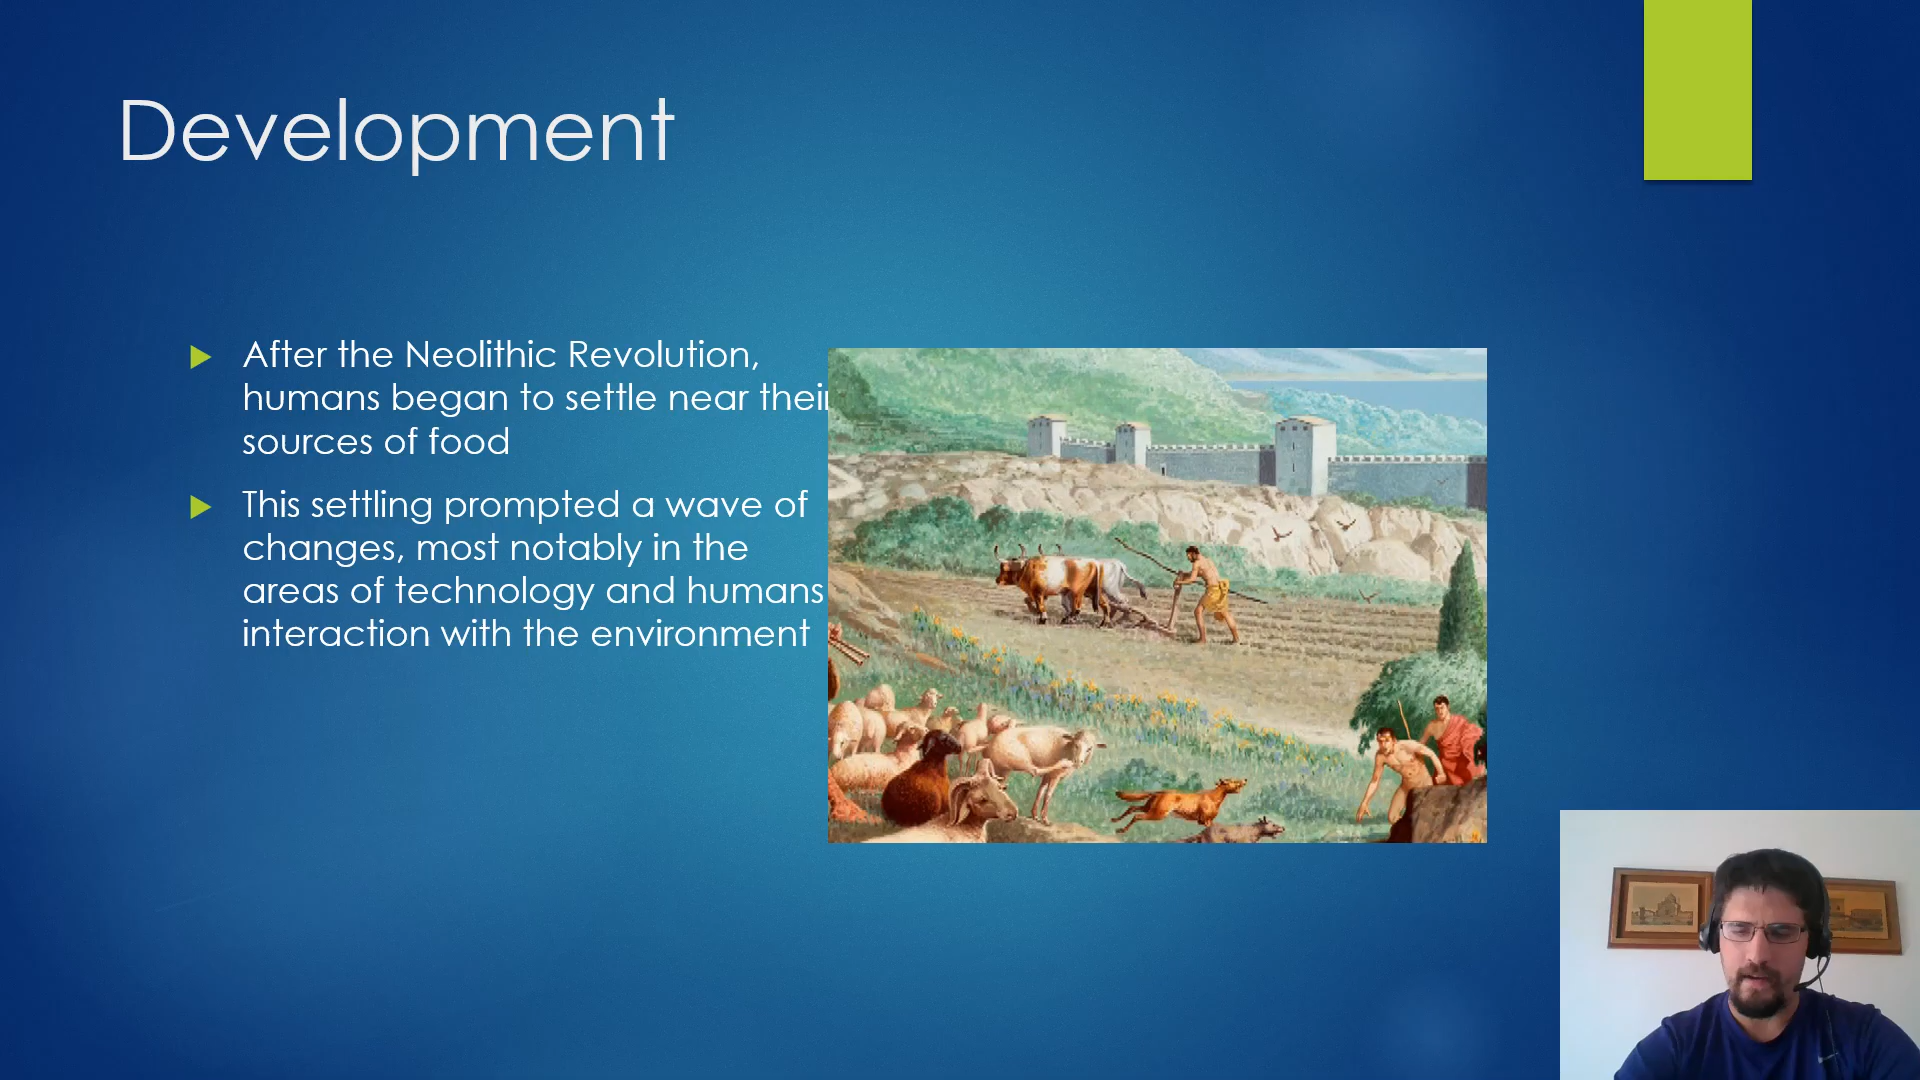 Development
After the Neolithic Revolution,
humans began to settle near their
sources of food
This settling prompted a wave of
changes, most notably in the
areas of technology and humans
interaction with the environment